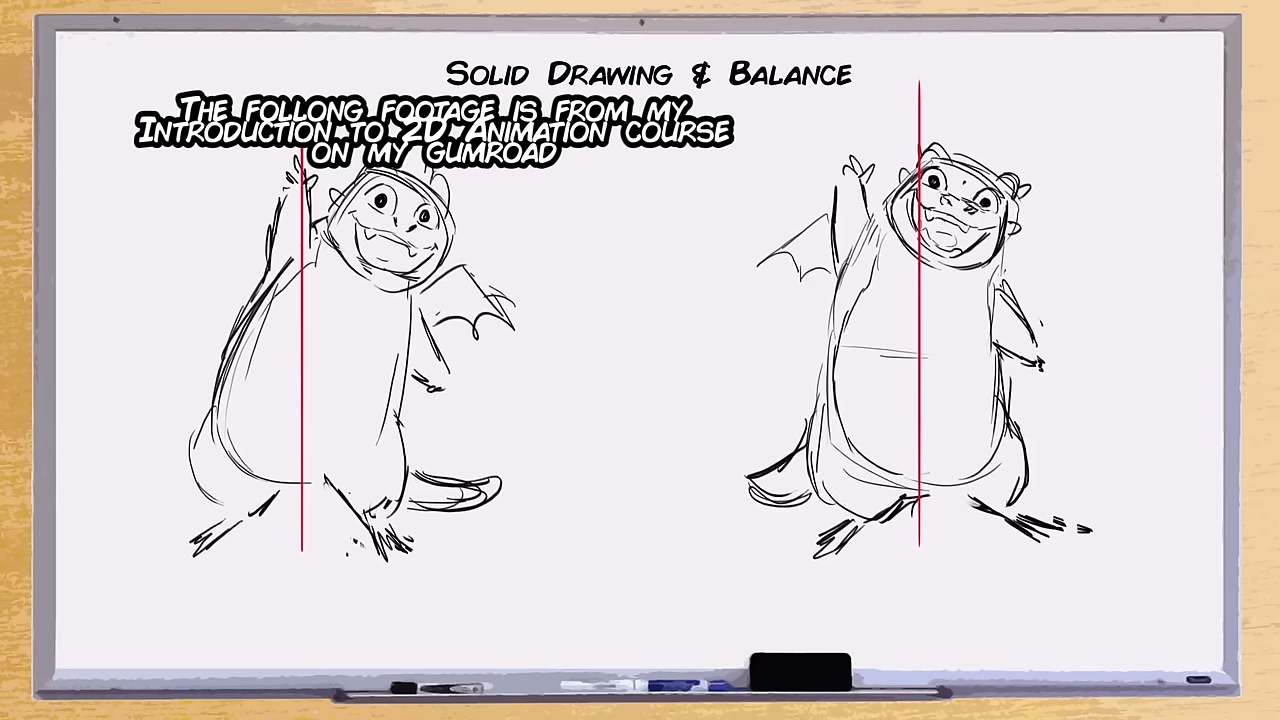 Solid Drawing & Balance
The follong footage is from my
Introduction to 2D Animation course
on my gumroad